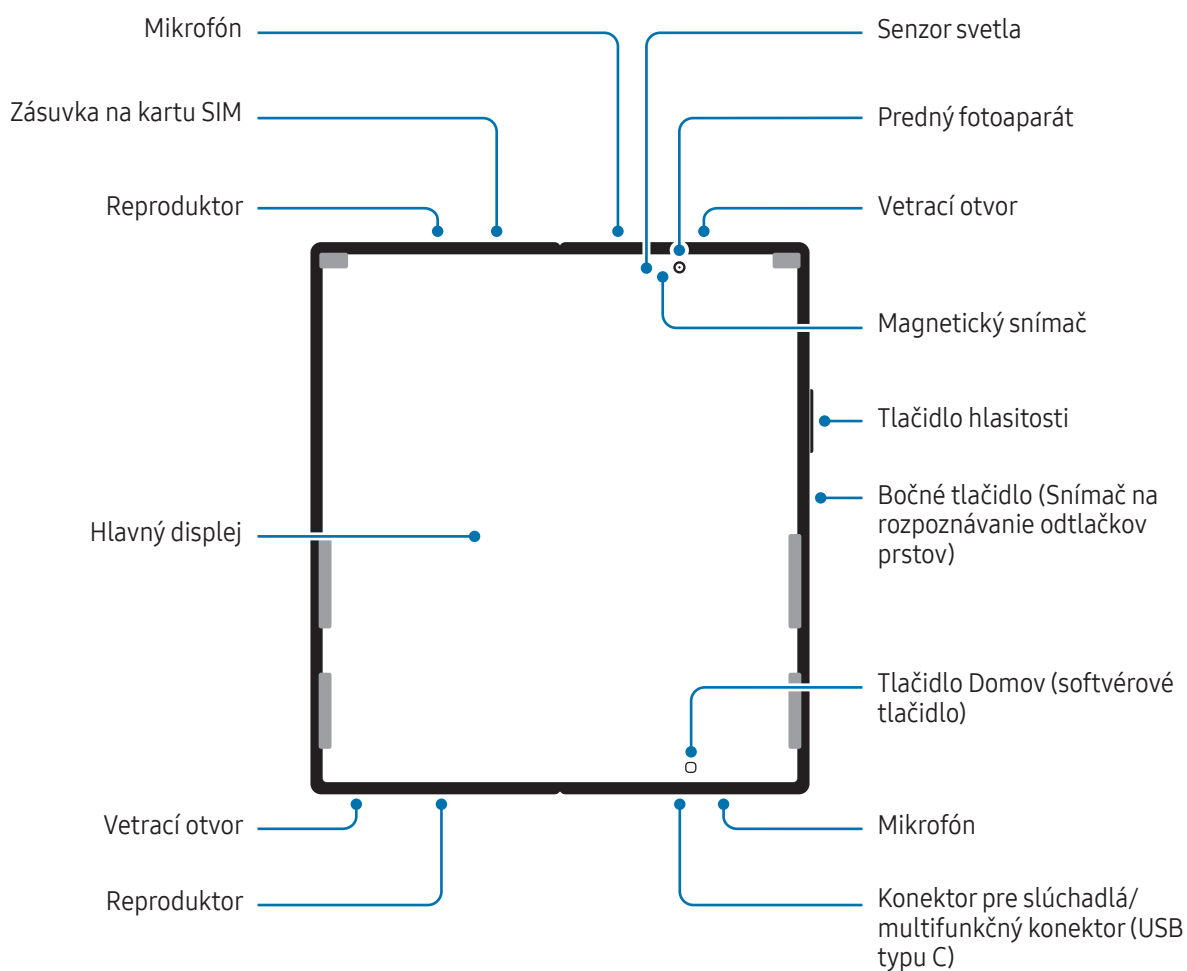 Mikrofón
Zásuvka na kartu SIM
Reproduktor
Hlavný displej
Vetrací otvor
Reproduktor
Senzor svetla
Predný fotoaparát
Vetrací otvor
Magnetický snímač
Tlačidlo hlasitosti
Bočné tlačidlo (Snímač na
rozpoznávanie odtlačkov
prstov)
Tlačidlo Domov (softvérové
tlačidlo)
Mikrofón
Konektor pre slúchadlá/
multifunkčný konektor (USB
typu C)